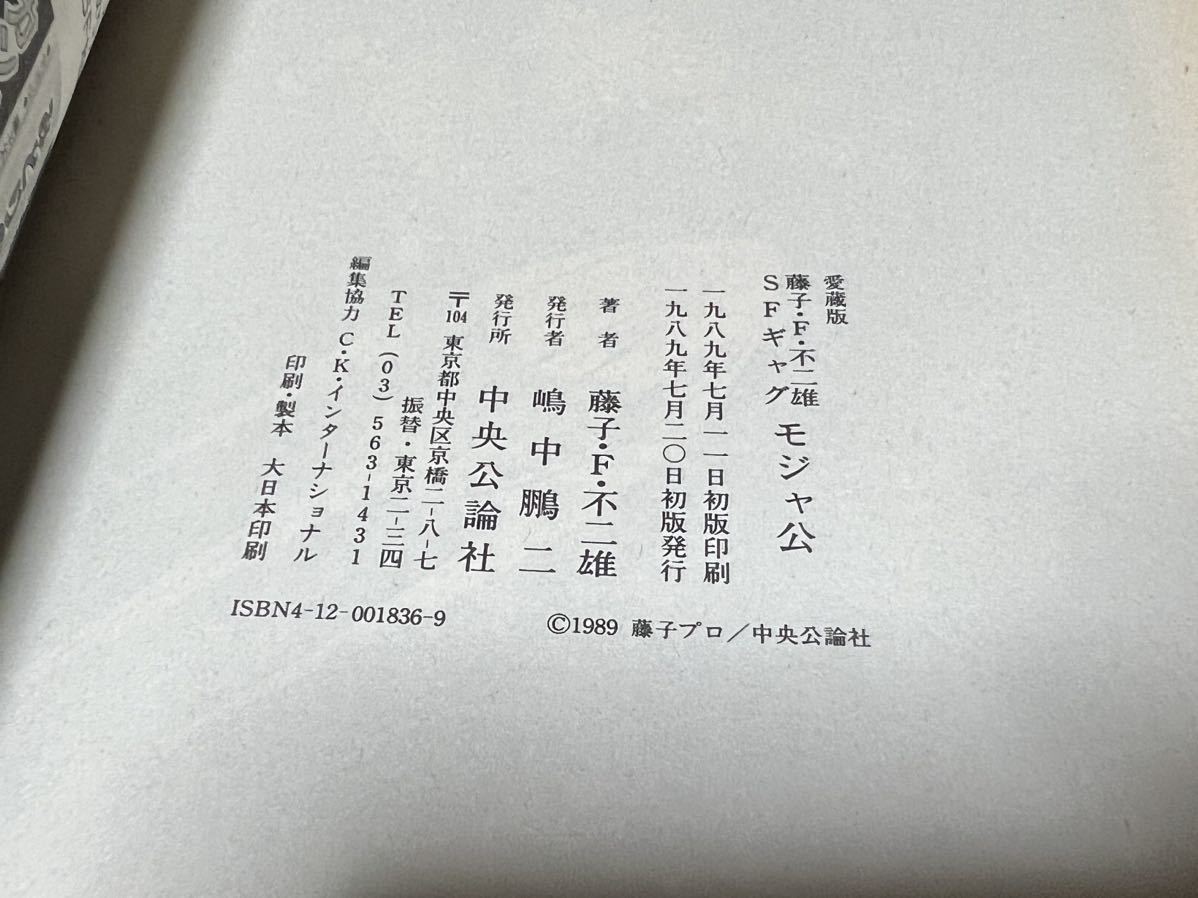 愛蔵版
藤子・F・不二雄
SFギャグ モジャ公
一九八九年七月一一日初版印刷
一九八九年七月二〇日初版発行
著者 藤子・F・不二雄
発行者 嶋中鵬二
発行所 中央公論社
〒104 東京都中央区京橋二-八-七
振替・東京二-三四
TEL (03) 563-1431
編集協力 C・K・インターナショナル
印刷・製本 大日本印刷
ISBN4-12-001836-9
©1989 藤子プロ/中央公論社